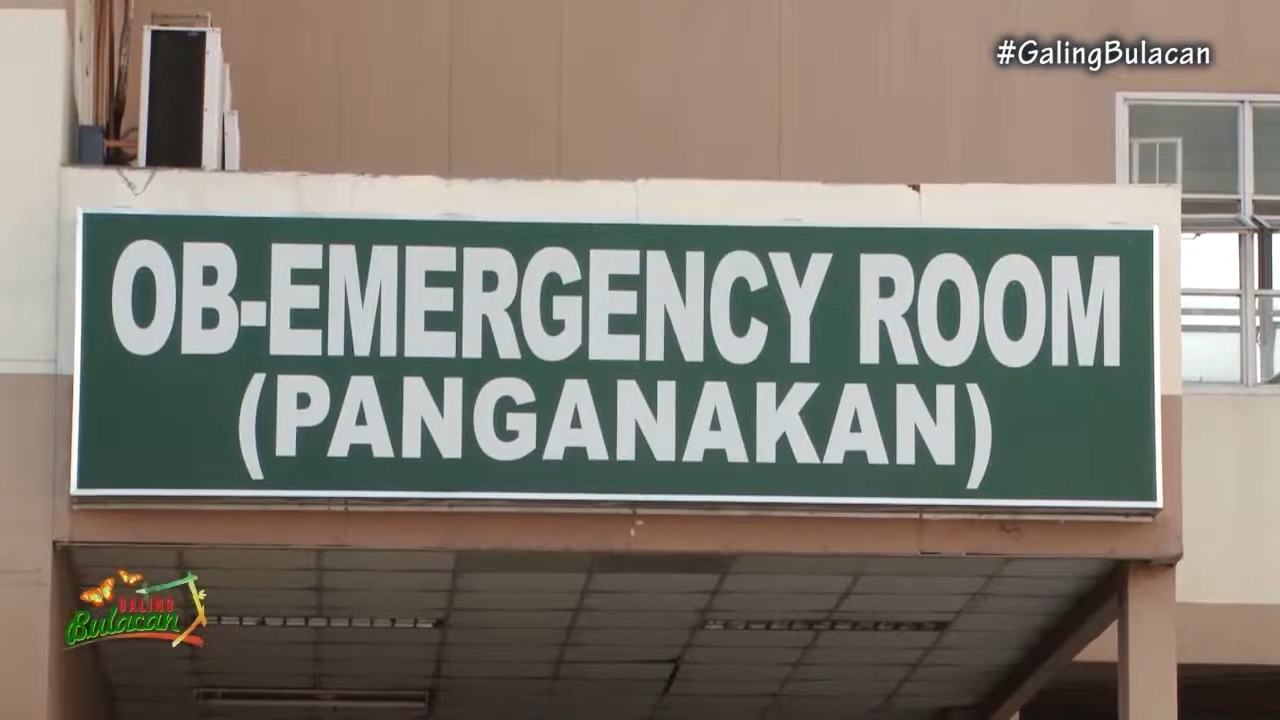 #GalingBulacan
OB-EMERGENCY ROOM
(PANGANAKAN)
GALING
Bulacan